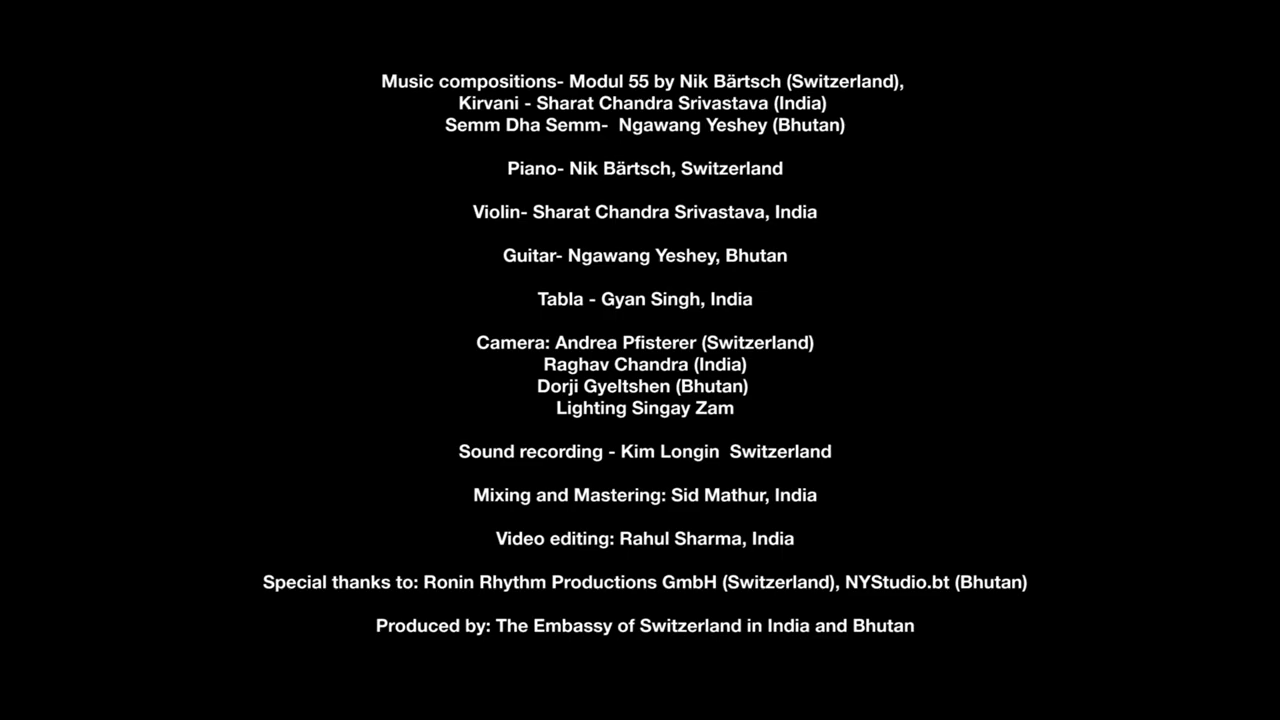 Music compositions- Modul 55 by Nik Bärtsch (Switzerland),
Kirvani - Sharat Chandra Srivastava (India)
Semm Dha Semm-  Ngawang Yeshey (Bhutan)
Piano- Nik Bärtsch, Switzerland
Violin- Sharat Chandra Srivastava, India
Guitar- Ngawang Yeshey, Bhutan
Tabla - Gyan Singh, India
Camera: Andrea Pfisterer (Switzerland)
Raghav Chandra (India)
Dorji Gyeltshen (Bhutan)
Lighting Singay Zam
Sound recording - Kim Longin  Switzerland
Mixing and Mastering: Sid Mathur, India
Video editing: Rahul Sharma, India
Special thanks to: Ronin Rhythm Productions GmbH (Switzerland), NYStudio.bt (Bhutan)
Produced by: The Embassy of Switzerland in India and Bhutan